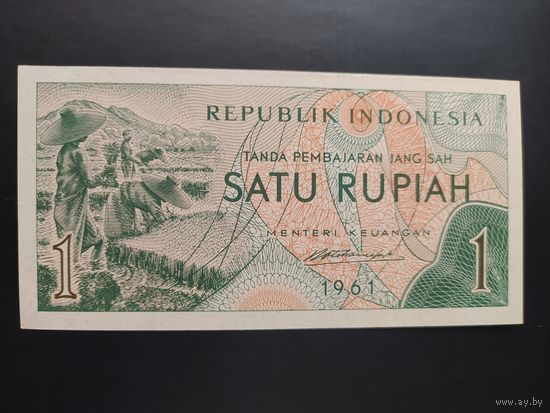 REPUBLIK INDONESIA
TANDA PEMBAJARAN JANG SAH
SATU RUPIAH
MENTERI KEUANGAN
1961
1
1
www.ay.by